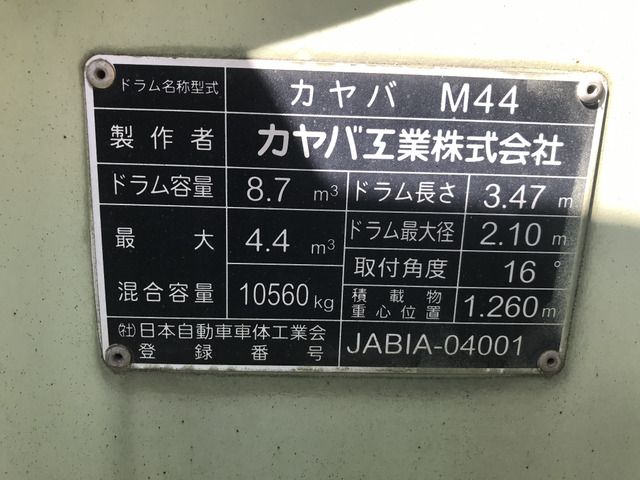 ドラム名称型式 カヤバ M44
製作者 カヤバ工業株式会社
ドラム容量 8.7 m³ ドラム長さ 3.47 m
最大 4.4 m³ ドラム最大径 2.10 m
取付角度 16°
混合容量 10560kg 積載物重心位置 1.260m
(社)日本自動車車体工業会
登録番号 JABIA-04001